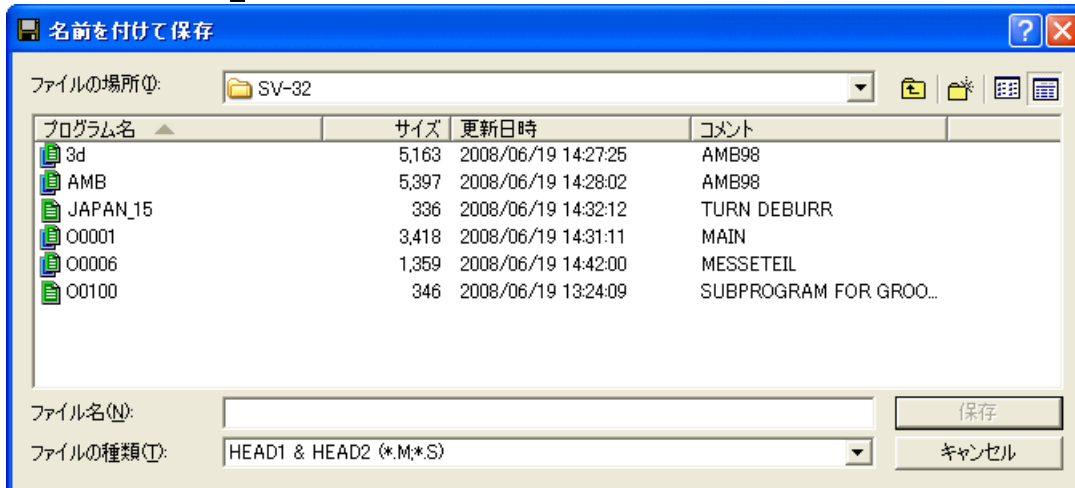 名前を付けて保存
ファイルの場所(I): SV-32
プログラム名 サイズ 更新日時 コメント
3d 5,163 2008/06/19 14:27:25 AMB98
AMB 5,397 2008/06/19 14:28:02 AMB98
JAPAN_15 336 2008/06/19 14:32:12 TURN DEBURR
O0001 3,418 2008/06/19 14:31:11 MAIN
O0006 1,359 2008/06/19 14:42:00 MESSETEIL
O0100 346 2008/06/19 13:24:09 SUBPROGRAM FOR GROO...
ファイル名(N): 保存
ファイルの種類(T): HEAD1 & HEAD2 (*.M;*.S) キャンセル